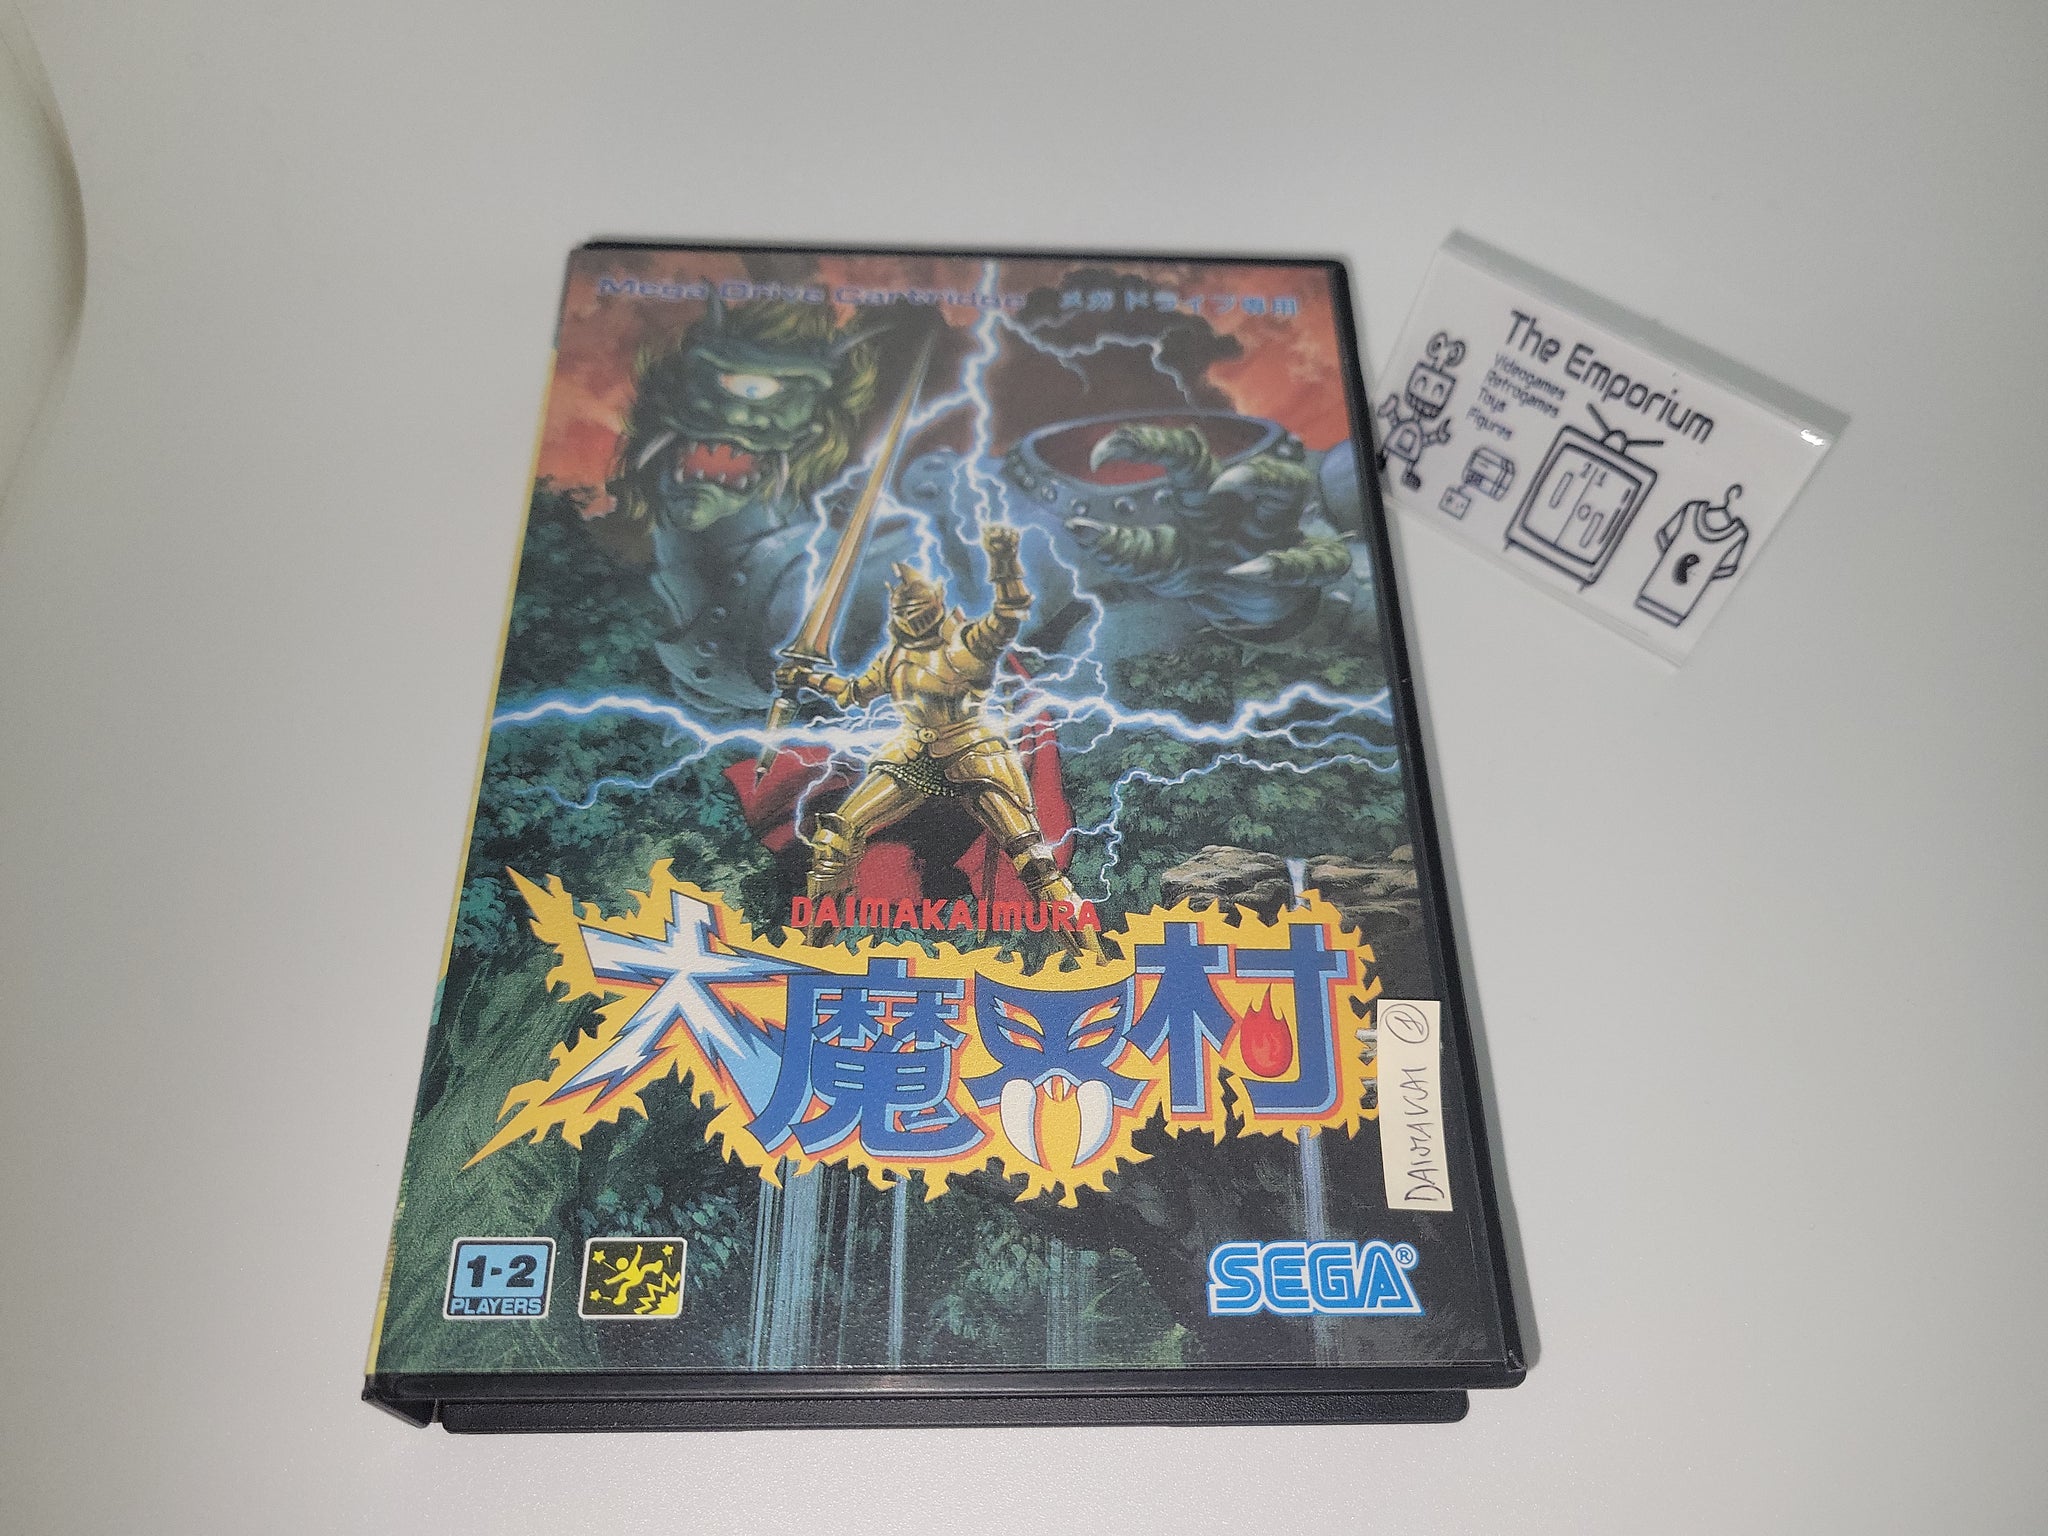 Mega Drive Cartridge メガドライブ専用
DAIMAKAIMURA
大魔界村
1-2
PLAYERS
SEGA®
DAIMAKAI 1
The Emporium
Videogames
Retrogames
Toys
Figures